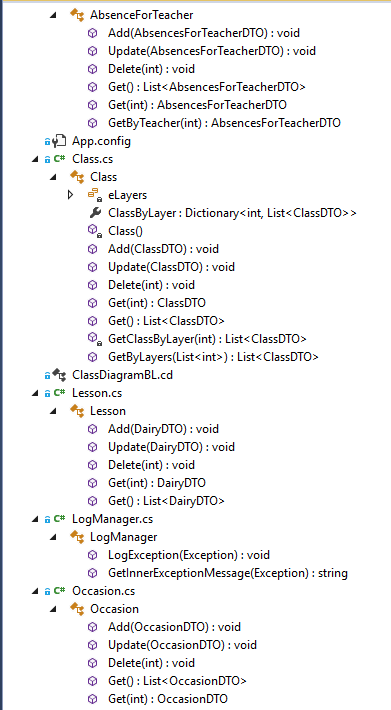 AbsenceForTeacher
Add(AbsencesForTeacherDTO) : void
Update(AbsencesForTeacherDTO) : void
Delete(int) : void
Get() : List<AbsencesForTeacherDTO>
Get(int) : AbsencesForTeacherDTO
GetByTeacher(int) : AbsencesForTeacherDTO
App.config
C# Class.cs
Class
eLayers
ClassByLayer : Dictionary<int, List<ClassDTO>>
Class()
Add(ClassDTO) : void
Update(ClassDTO) : void
Delete(int) : void
Get(int) : ClassDTO
Get() : List<ClassDTO>
GetClassByLayer(int) : List<ClassDTO>
GetByLayers(List<int>) : List<ClassDTO>
ClassDiagramBL.cd
C# Lesson.cs
Lesson
Add(DairyDTO) : void
Update(DairyDTO) : void
Delete(int) : void
Get(int) : DairyDTO
Get() : List<DairyDTO>
C# LogManager.cs
LogManager
LogException(Exception) : void
GetInnerExceptionMessage(Exception) : string
C# Occasion.cs
Occasion
Add(OccasionDTO) : void
Update(OccasionDTO) : void
Delete(int) : void
Get() : List<OccasionDTO>
Get(int) : OccasionDTO